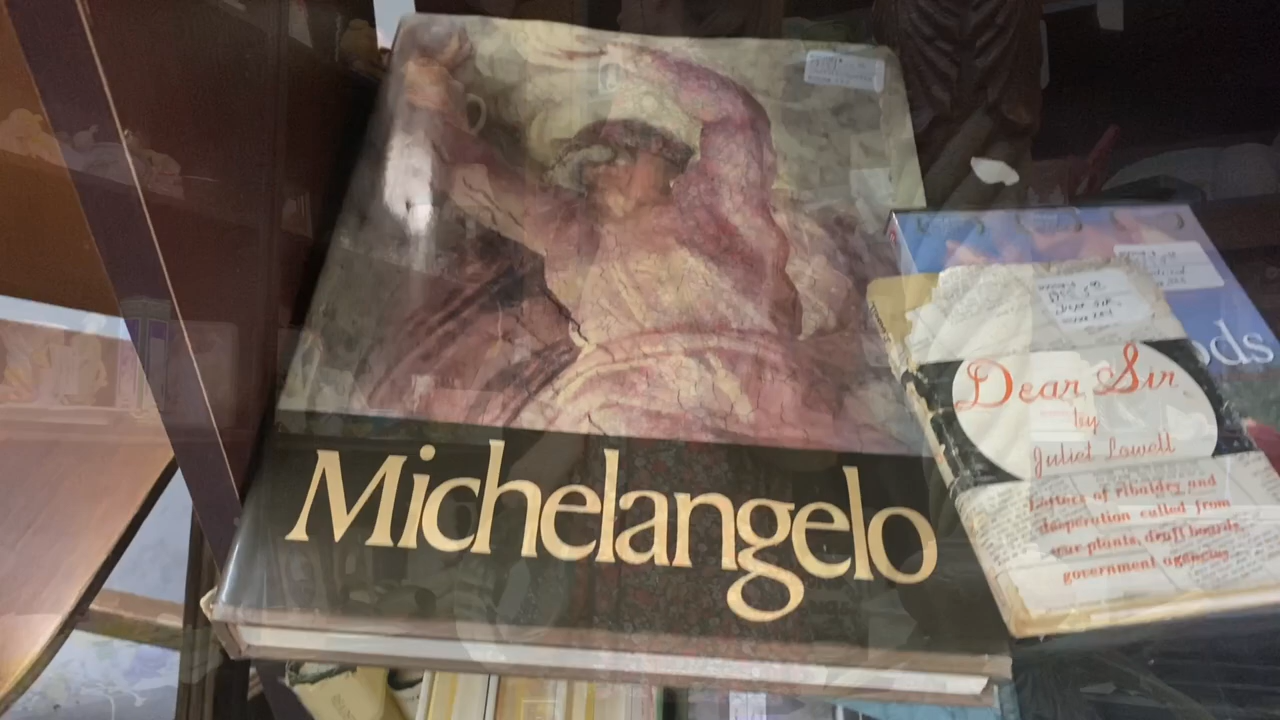 Michelangelo
ods
Dear Sir
by
Juliet Lowell
Letters of ribaldry and
desperation culled from
war plants, draft boards,
government agencies